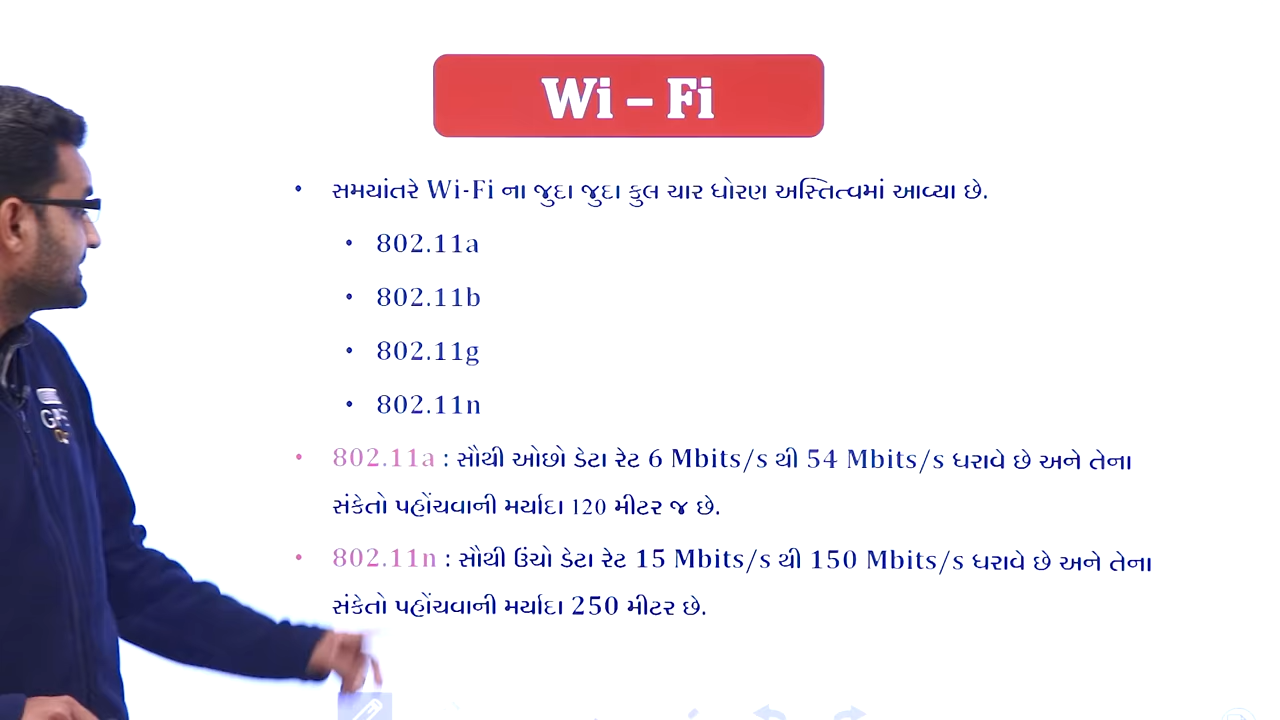 Wi – Fi
• સમયાંતરે Wi-Fi ના જુદા જુદા કુલ ચાર ધોરણ અસ્તિત્વમાં આવ્યા છે.
• 802.11a
• 802.11b
• 802.11g
• 802.11n
• 802.11a : સૌથી ઓછો ડેટા રેટ 6 Mbits/s થી 54 Mbits/s ધરાવે છે અને તેના
સંકેતો પહોંચવાની મર્યાદા 120 મીટર જ છે.
• 802.11n : સૌથી ઉંચો ડેટા રેટ 15 Mbits/s થી 150 Mbits/s ધરાવે છે અને તેના
સંકેતો પહોંચવાની મર્યાદા 250 મીટર છે.